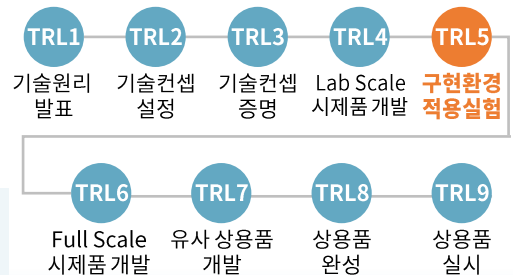 TRL1 TRL2 TRL3 TRL4 TRL5
기술원리 기술컨셉 기술컨셉 Lab Scale 구현환경
발표 설정 증명 시제품 개발 적용실험
TRL6 TRL7 TRL8 TRL9
Full Scale 유사 상용품 상용품 상용품
시제품 개발 개발 완성 실시